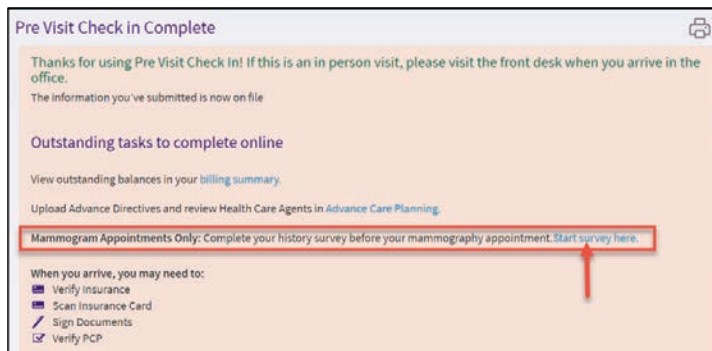 Pre Visit Check in Complete
Thanks for using Pre Visit Check In! If this is an in person visit, please visit the front desk when you arrive in the
office.
The information you've submitted is now on file
Outstanding tasks to complete online
View outstanding balances in your billing summary.
Upload Advance Directives and review Health Care Agents in Advance Care Planning.
Mammogram Appointments Only: Complete your history survey before your mammography appointment.Start survey here.
When you arrive, you may need to:
Verify Insurance
Scan Insurance Card
Sign Documents
Verify PCP